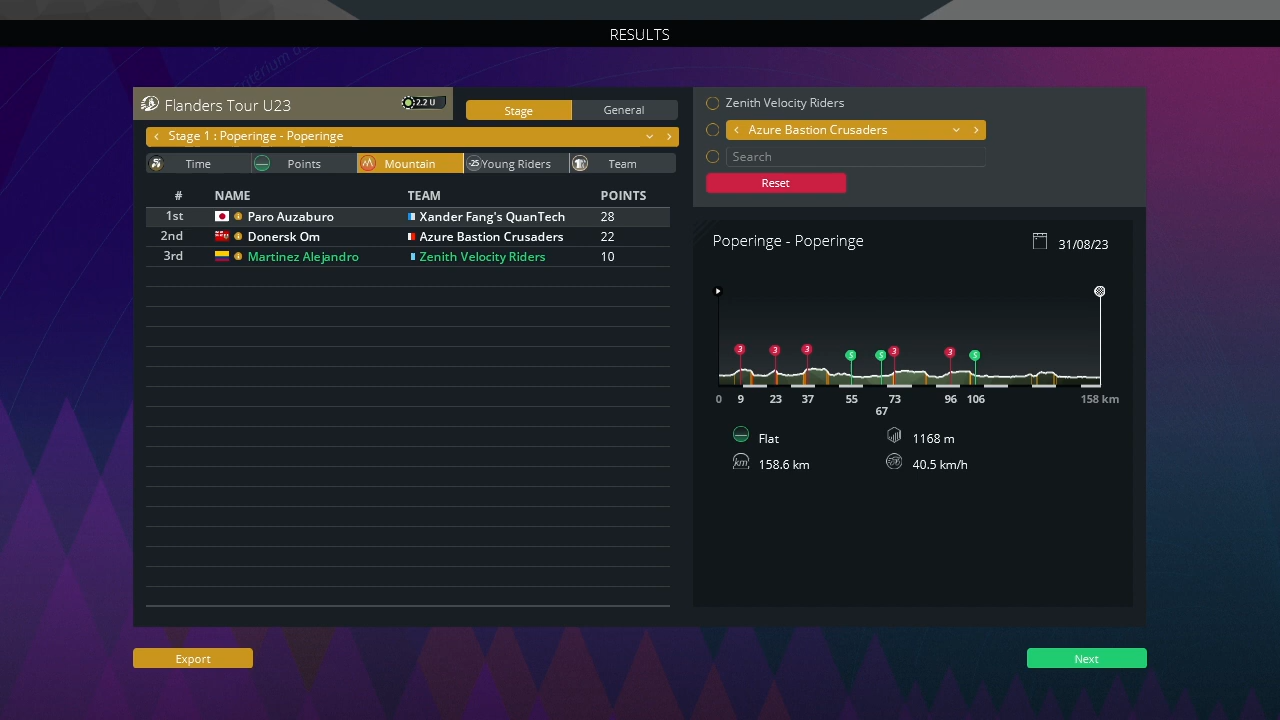 RESULTS
Flanders Tour U23
2.2 U
Stage
General
Stage 1 : Poperinge - Poperinge
Time
Points
Mountain
-25 Young Riders
Team
# NAME TEAM POINTS
1st Paro Auzaburo Xander Fang's QuanTech 28
2nd Donersk Om Azure Bastion Crusaders 22
3rd Martinez Alejandro Zenith Velocity Riders 10
Zenith Velocity Riders
Azure Bastion Crusaders
Search
Reset
Poperinge - Poperinge
31/08/23
3 3 3 S S 3 3 S
0 9 23 37 55 73 96 106 158 km
67
Flat
1168 m
km 158.6 km
40.5 km/h
Export
Next